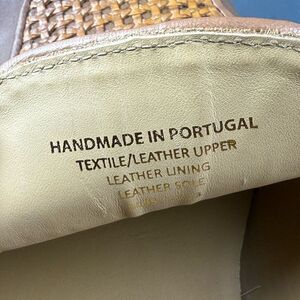 HANDMADE IN PORTUGAL
TEXTILE/LEATHER UPPER
LEATHER LINING
LEATHER SOLE